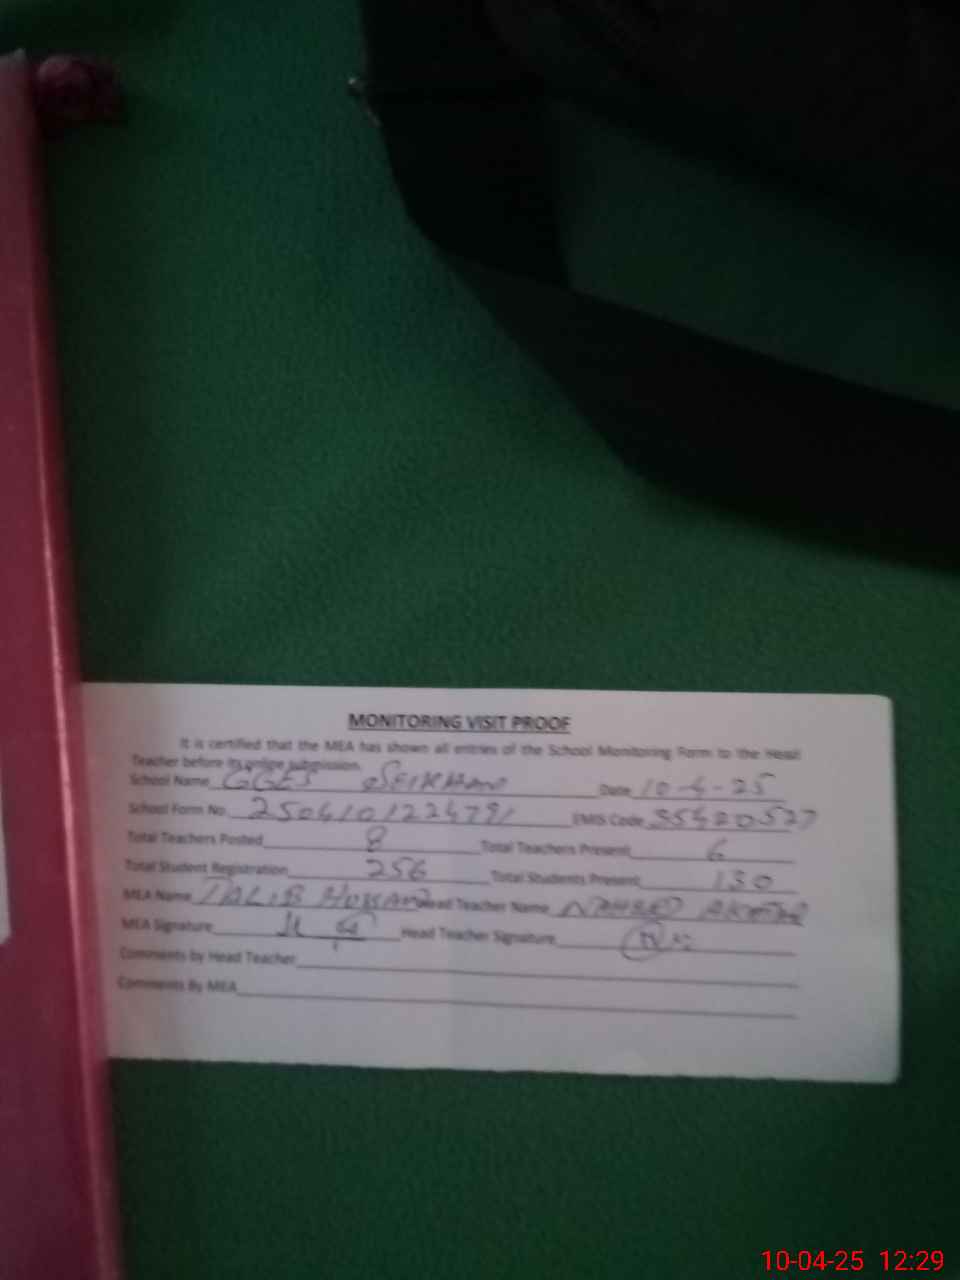 MONITORING VISIT PROOF
It is certified that the MEA has shown all entries of the School Monitoring Form to the Head
Teacher before its online submission.
School Name GGES Date 10-4-25
School Form No. EMIS Code 35420527
Total Teachers Posted 8 Total Teachers Present 6
Total Student Registration 256 Total Students Present 130
MEA Name TALIB Head Teacher Name
MEA Signature Head Teacher Signature
Comments by Head Teacher
Comments By MEA
10-04-25 12:29